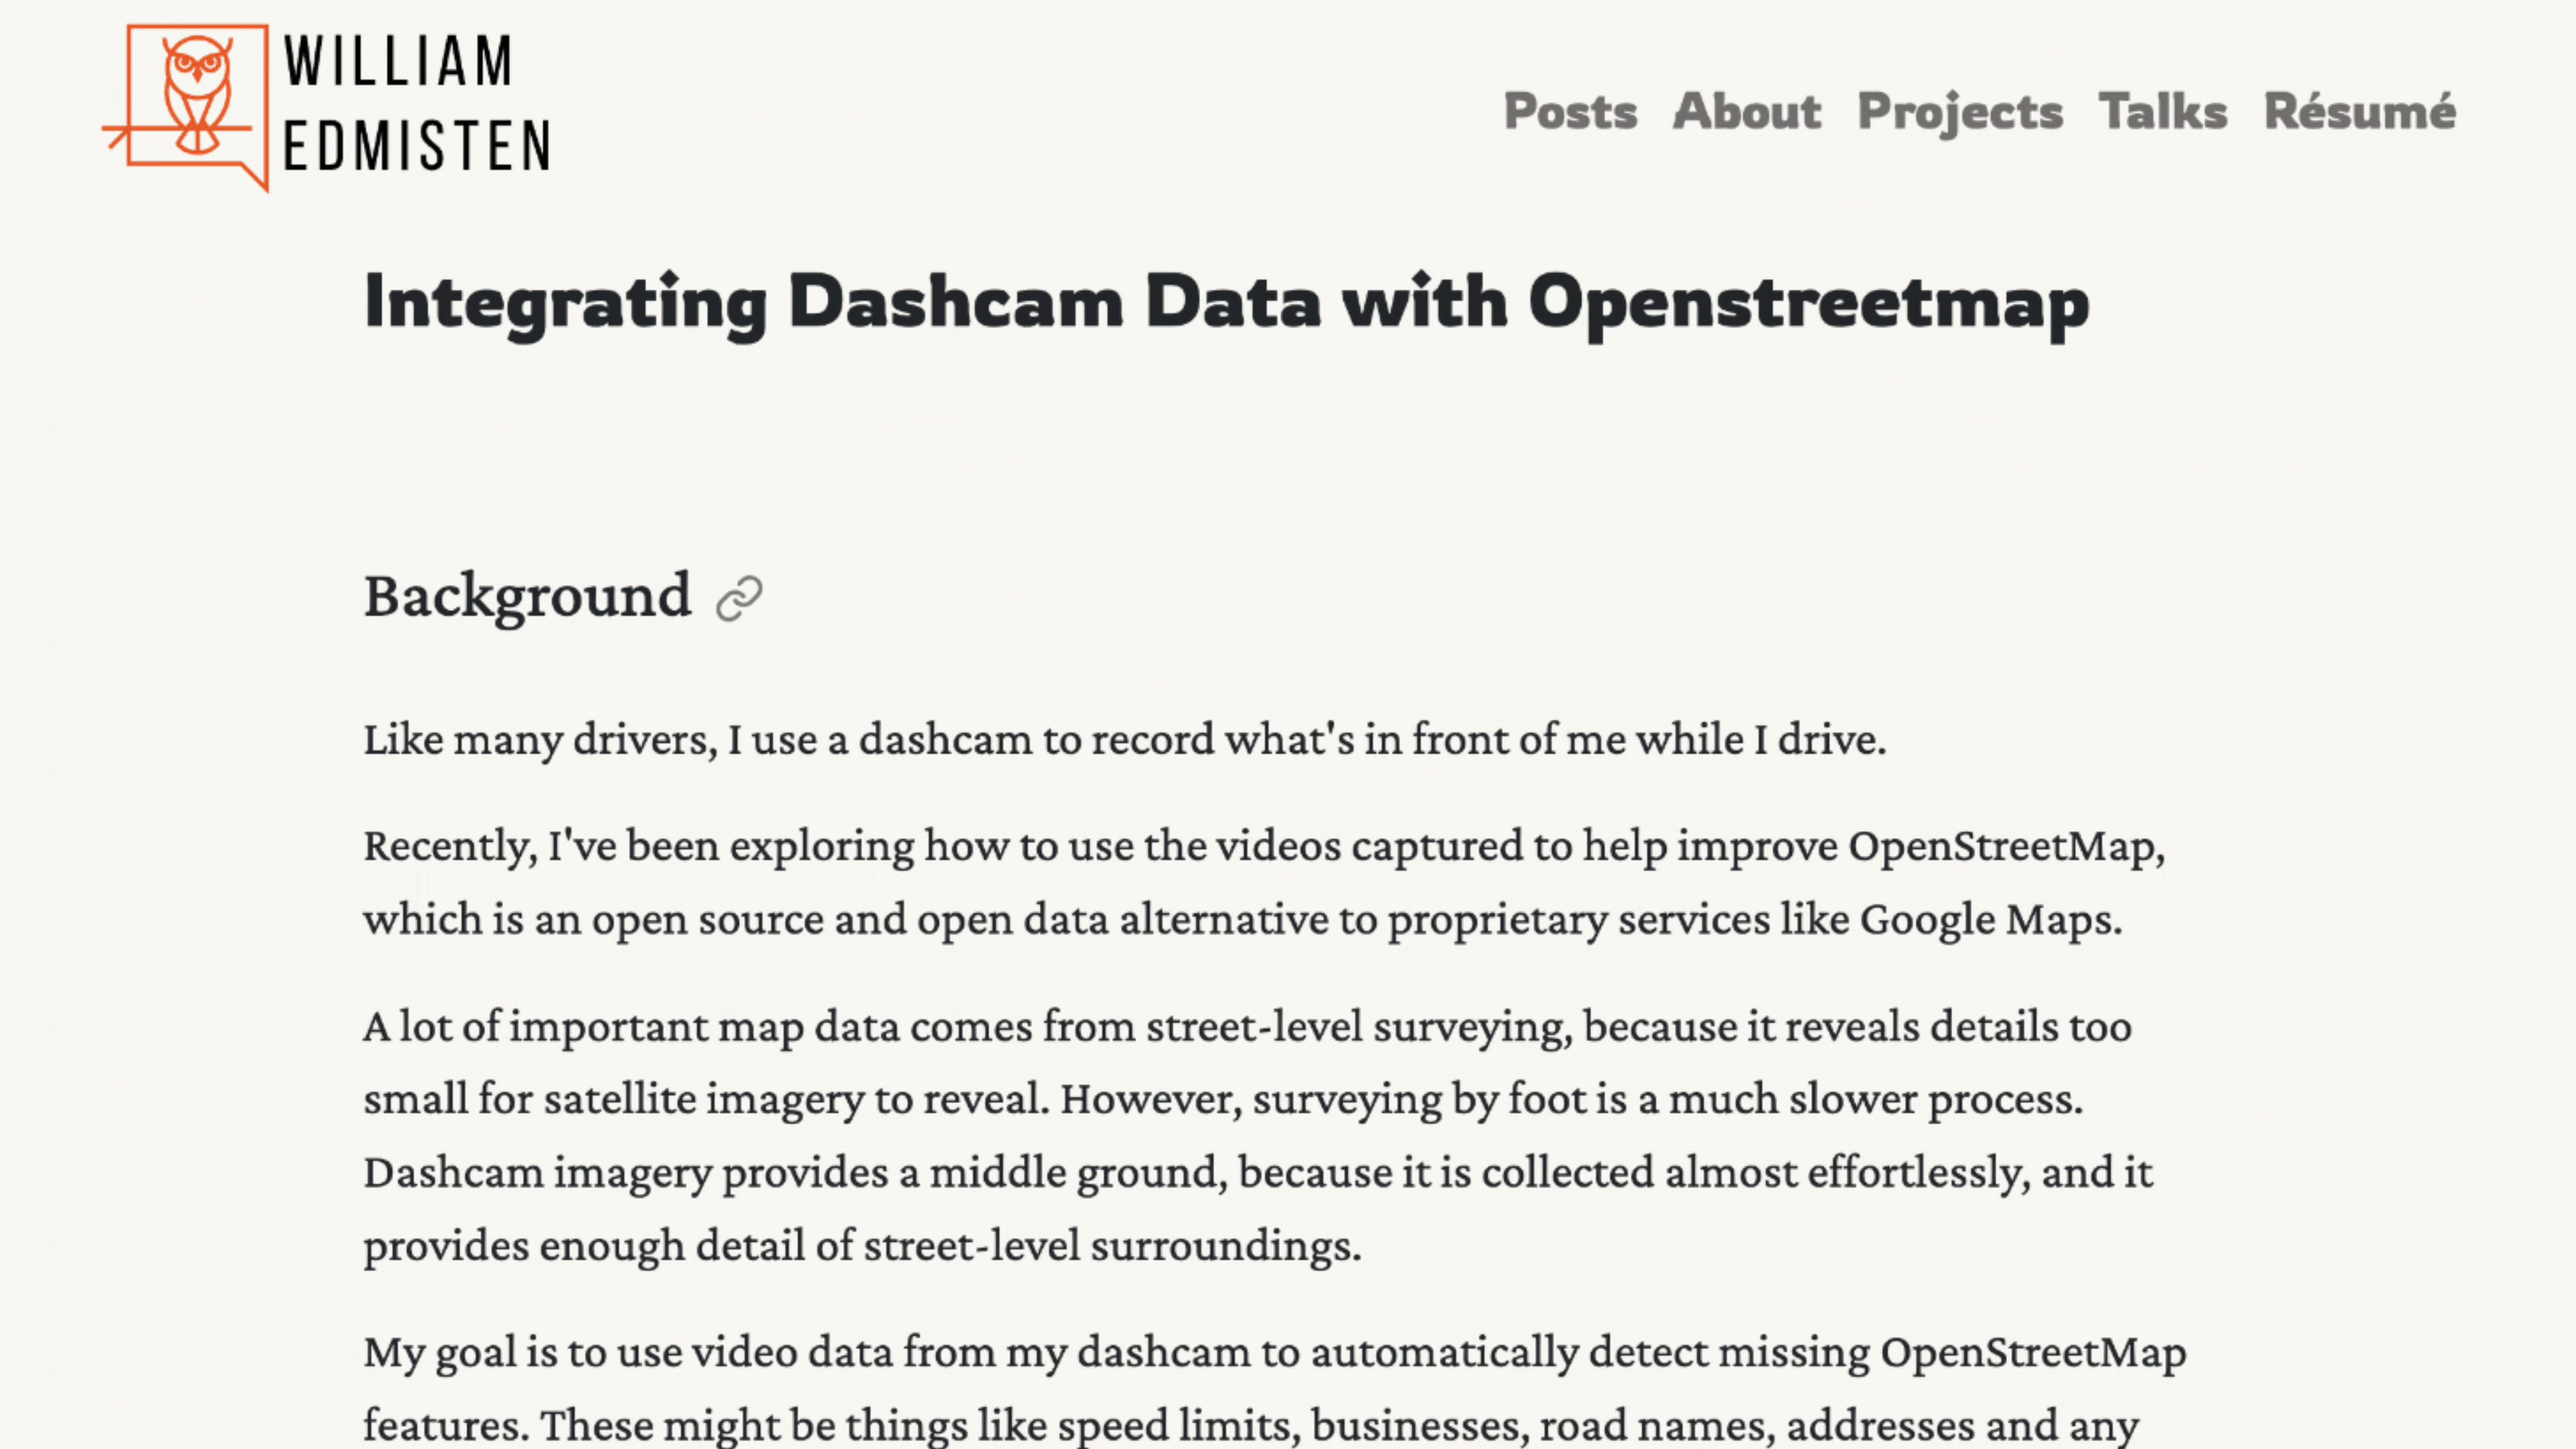 WILLIAM
EDMISTEN
Posts About Projects Talks Résumé
Integrating Dashcam Data with Openstreetmap
Background
Like many drivers, I use a dashcam to record what's in front of me while I drive.
Recently, I've been exploring how to use the videos captured to help improve OpenStreetMap,
which is an open source and open data alternative to proprietary services like Google Maps.
A lot of important map data comes from street-level surveying, because it reveals details too
small for satellite imagery to reveal. However, surveying by foot is a much slower process.
Dashcam imagery provides a middle ground, because it is collected almost effortlessly, and it
provides enough detail of street-level surroundings.
My goal is to use video data from my dashcam to automatically detect missing OpenStreetMap
features. These might be things like speed limits, businesses, road names, addresses and any